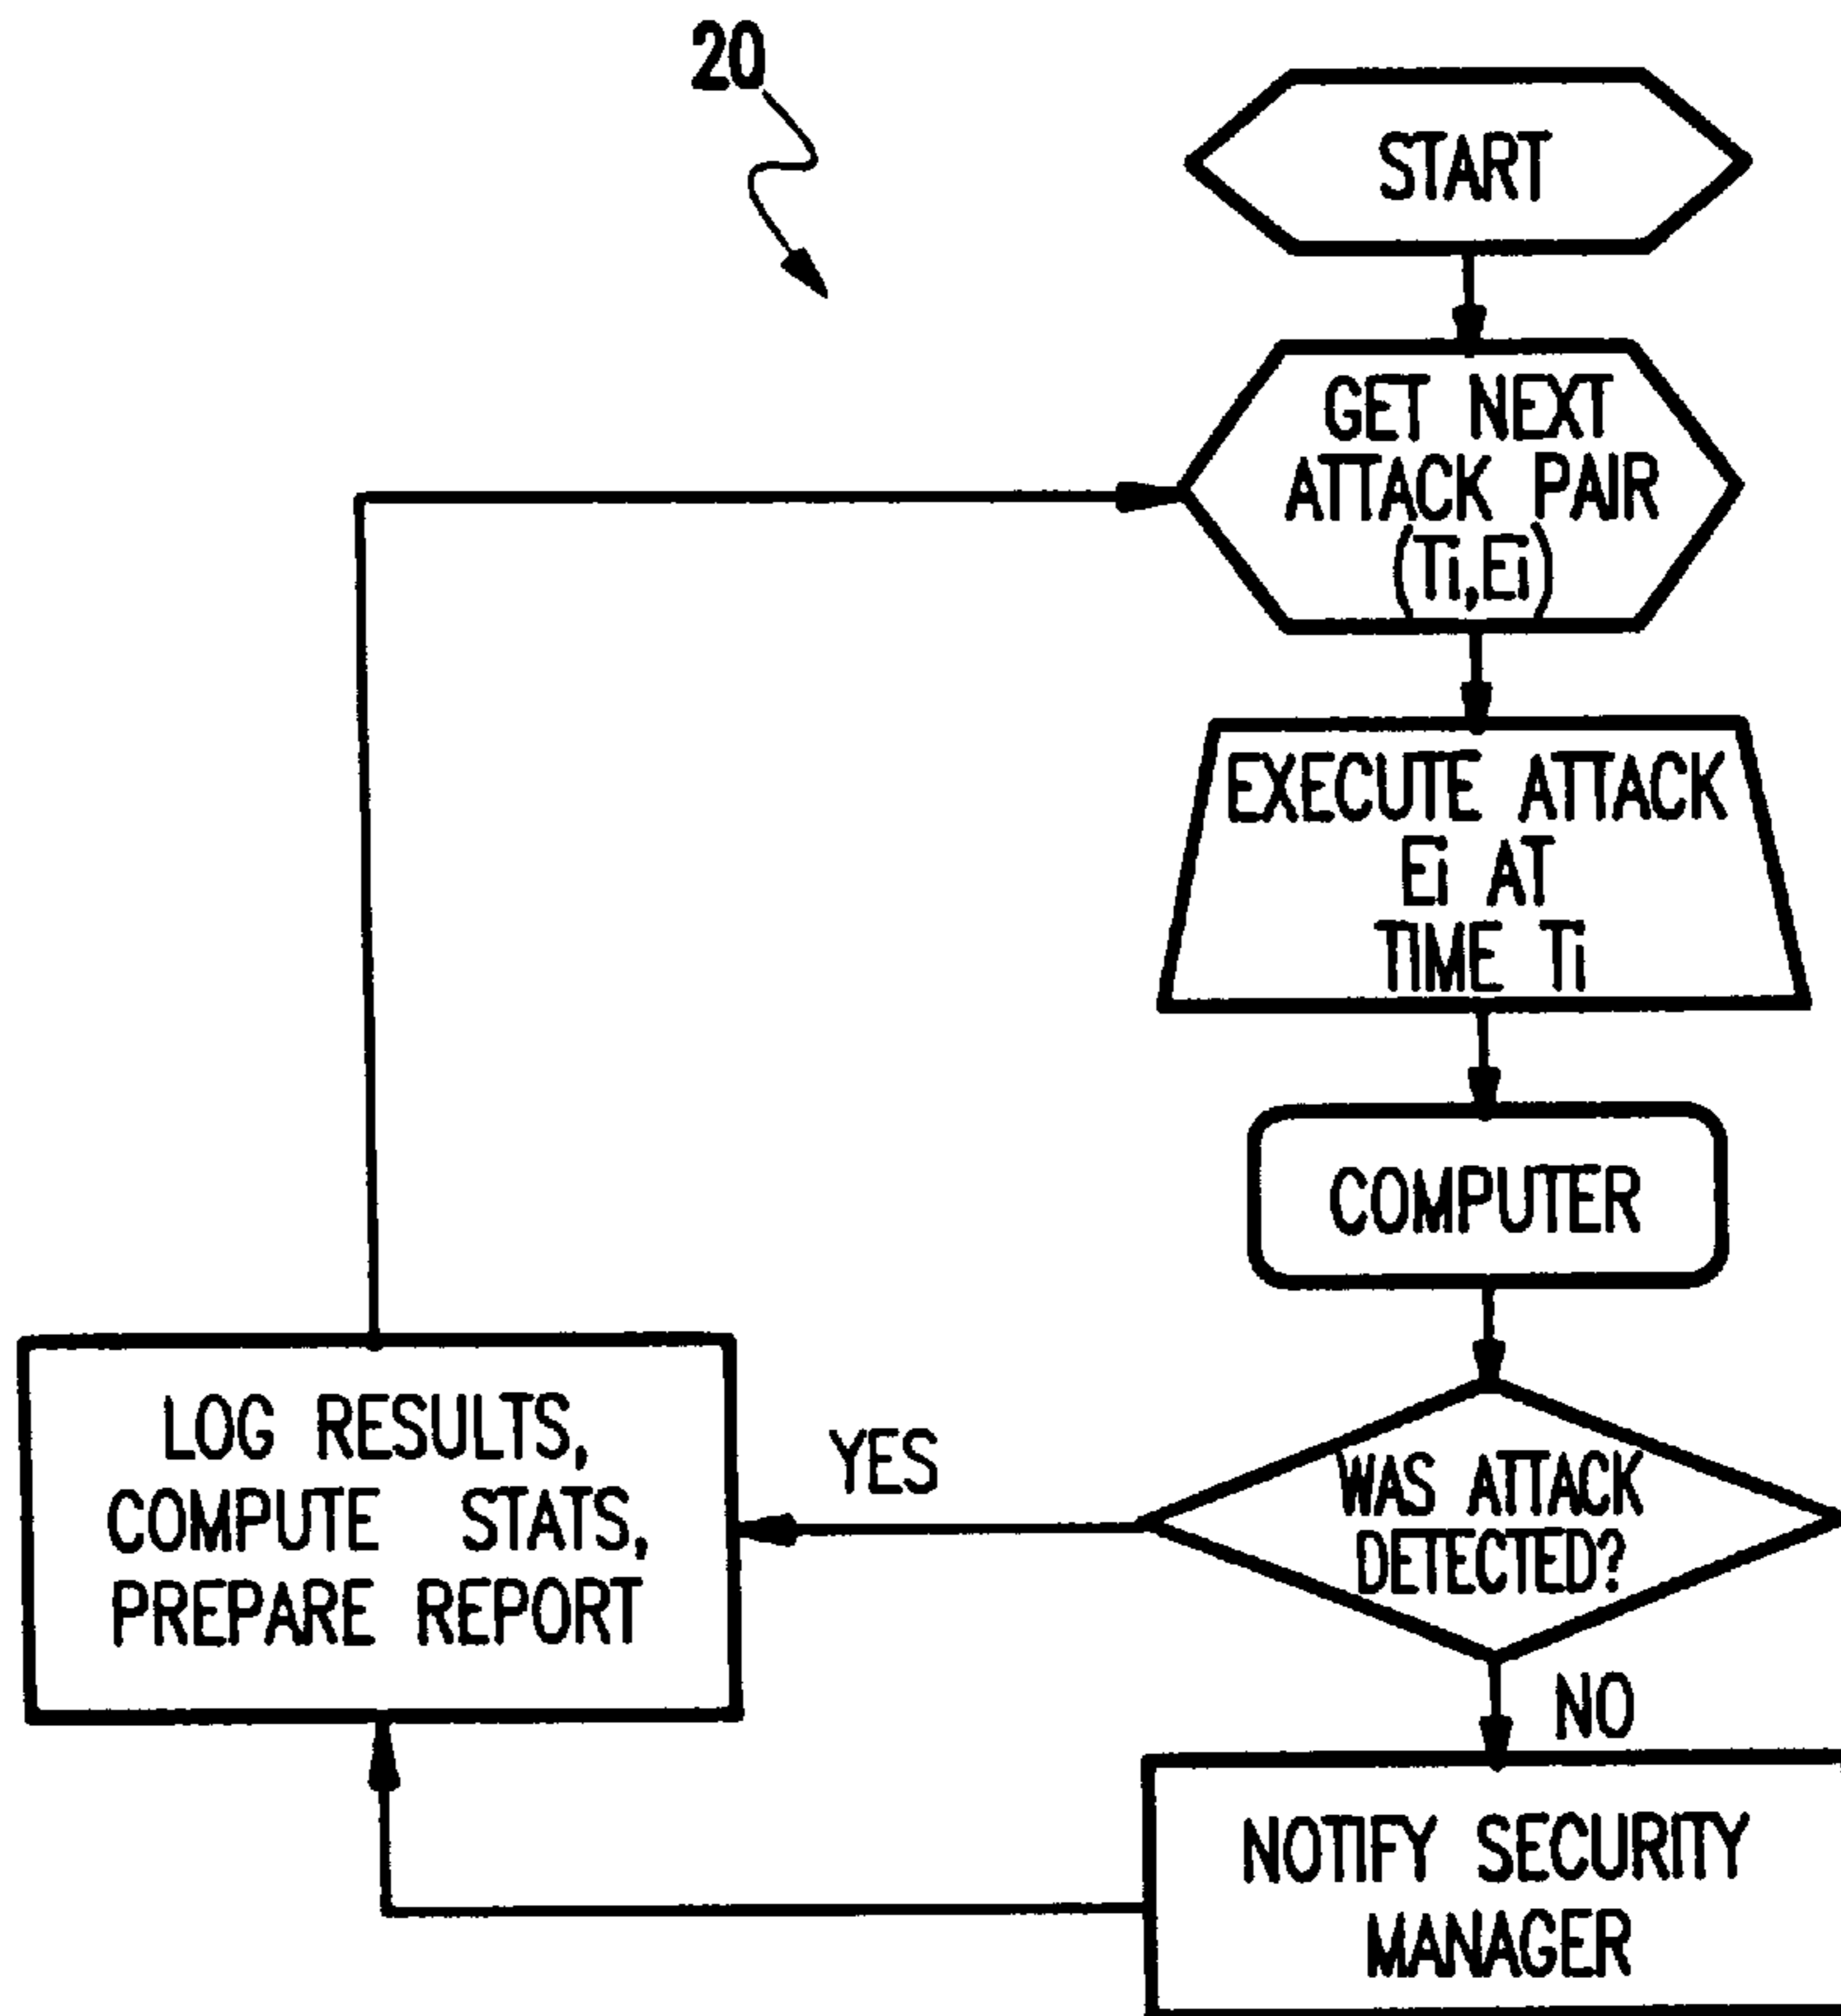 20
START
GET NEXT
ATTACK PAIR
(Ti,Ei)
EXECUTE ATTACK
Ei AT
TIME Ti
COMPUTER
WAS ATTACK
DETECTED?
YES
LOG RESULTS,
COMPUTE STATS,
PREPARE REPORT
NO
NOTIFY SECURITY
MANAGER